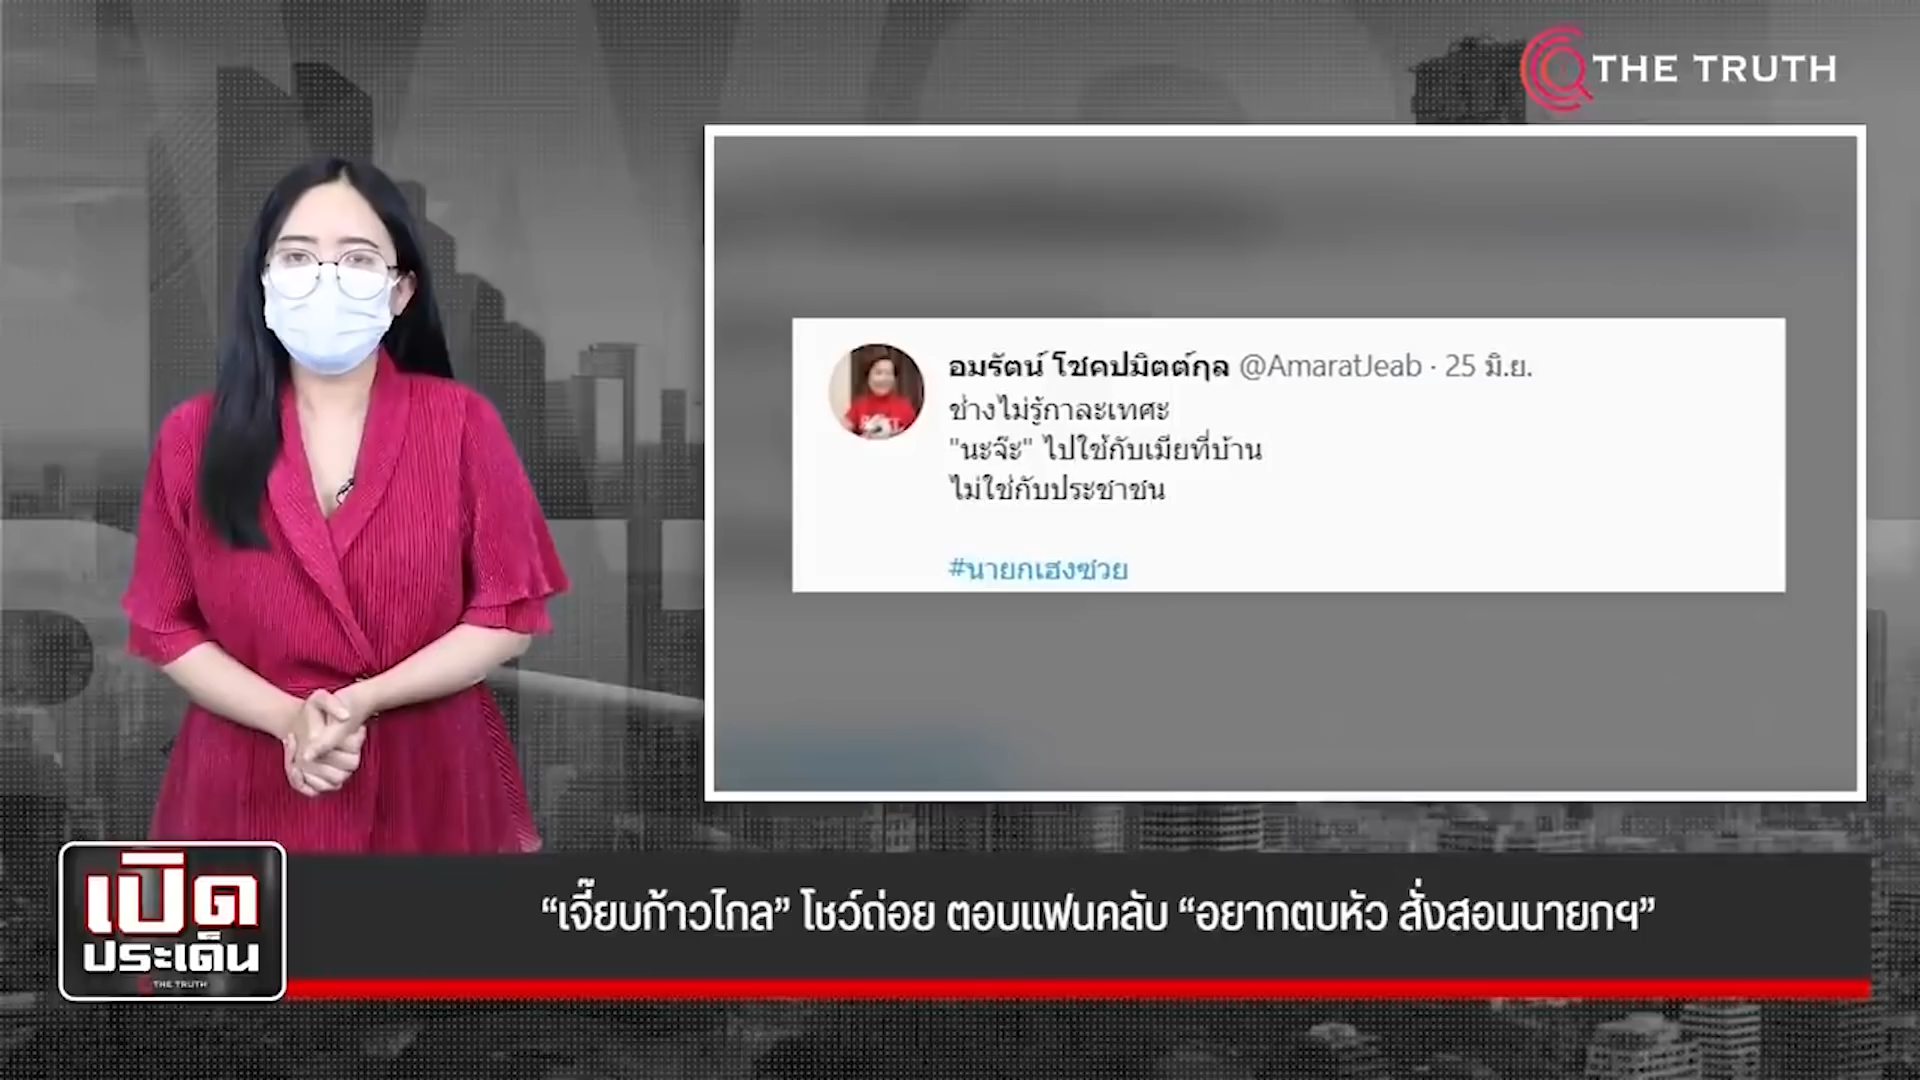 THE TRUTH
อมรัตน์ โชคปมิตต์กุล @AmaratJeab · 25 มิ.ย.
ช่างไม่รู้กาละเทศะ
"นะจ๊ะ" ไปใช้กับเมียที่บ้าน
ไม่ใช่กับประชาชน
#นายกเฮงซวย
เปิด
ประเด็น
THE TRUTH
“เจี๊ยบก้าวไกล” โชว์ถ่อย ตอบแฟนคลับ “อยากตบหัว สั่งสอนนายกฯ”